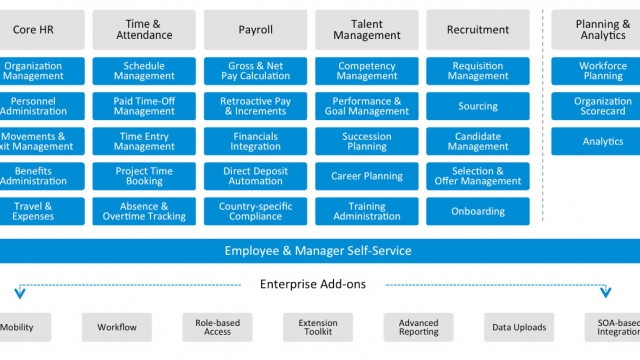 Core HR
Time &
Attendance
Payroll
Talent
Management
Recruitment
Planning &
Analytics
Organization
Management
Schedule
Management
Gross & Net
Pay Calculation
Competency
Management
Requisition
Management
Workforce
Planning
Personnel
Administration
Paid Time-Off
Management
Retroactive Pay
& Increments
Performance &
Goal Management
Sourcing
Organization
Scorecard
Movements &
xit Management
Time Entry
Management
Financials
Integration
Succession
Planning
Candidate
Management
Analytics
Benefits
Administration
Project Time
Booking
Direct Deposit
Automation
Career Planning
Selection &
Offer Management
Travel &
Expenses
Absence &
Overtime Tracking
Country-specific
Compliance
Training
Administration
Onboarding
Employee & Manager Self-Service
Enterprise Add-ons
Mobility
Workflow
Role-based
Access
Extension
Toolkit
Advanced
Reporting
Data Uploads
SOA-based
Integration